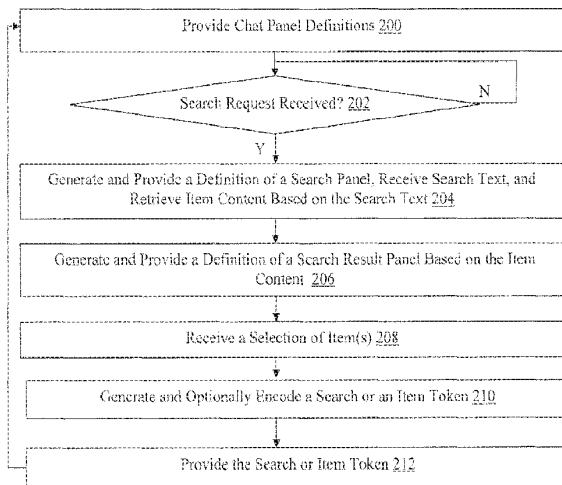 Provide Chat Panel Definitions 200
Search Request Received? 202
N
Y
Generate and Provide a Definition of a Search Panel, Receive Search Text, and
Retrieve Item Content Based on the Search Text 204
Generate and Provide a Definition of a Search Result Panel Based on the Item
Content 206
Receive a Selection of Item(s) 208
Generate and Optionally Encode a Search or an Item Token 210
Provide the Search or Item Token 212